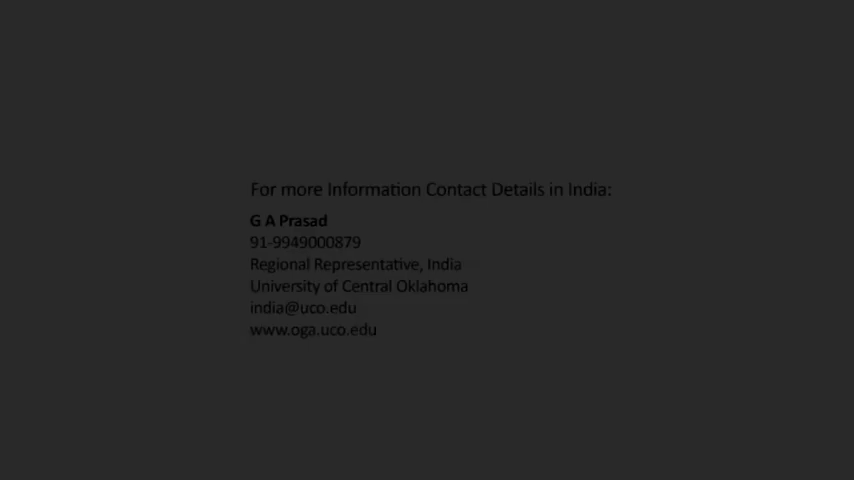 For more Information Contact Details in India:
G A Prasad
91-9949000879
Regional Representative, India
University of Central Oklahoma
india@uco.edu
www.oga.uco.edu